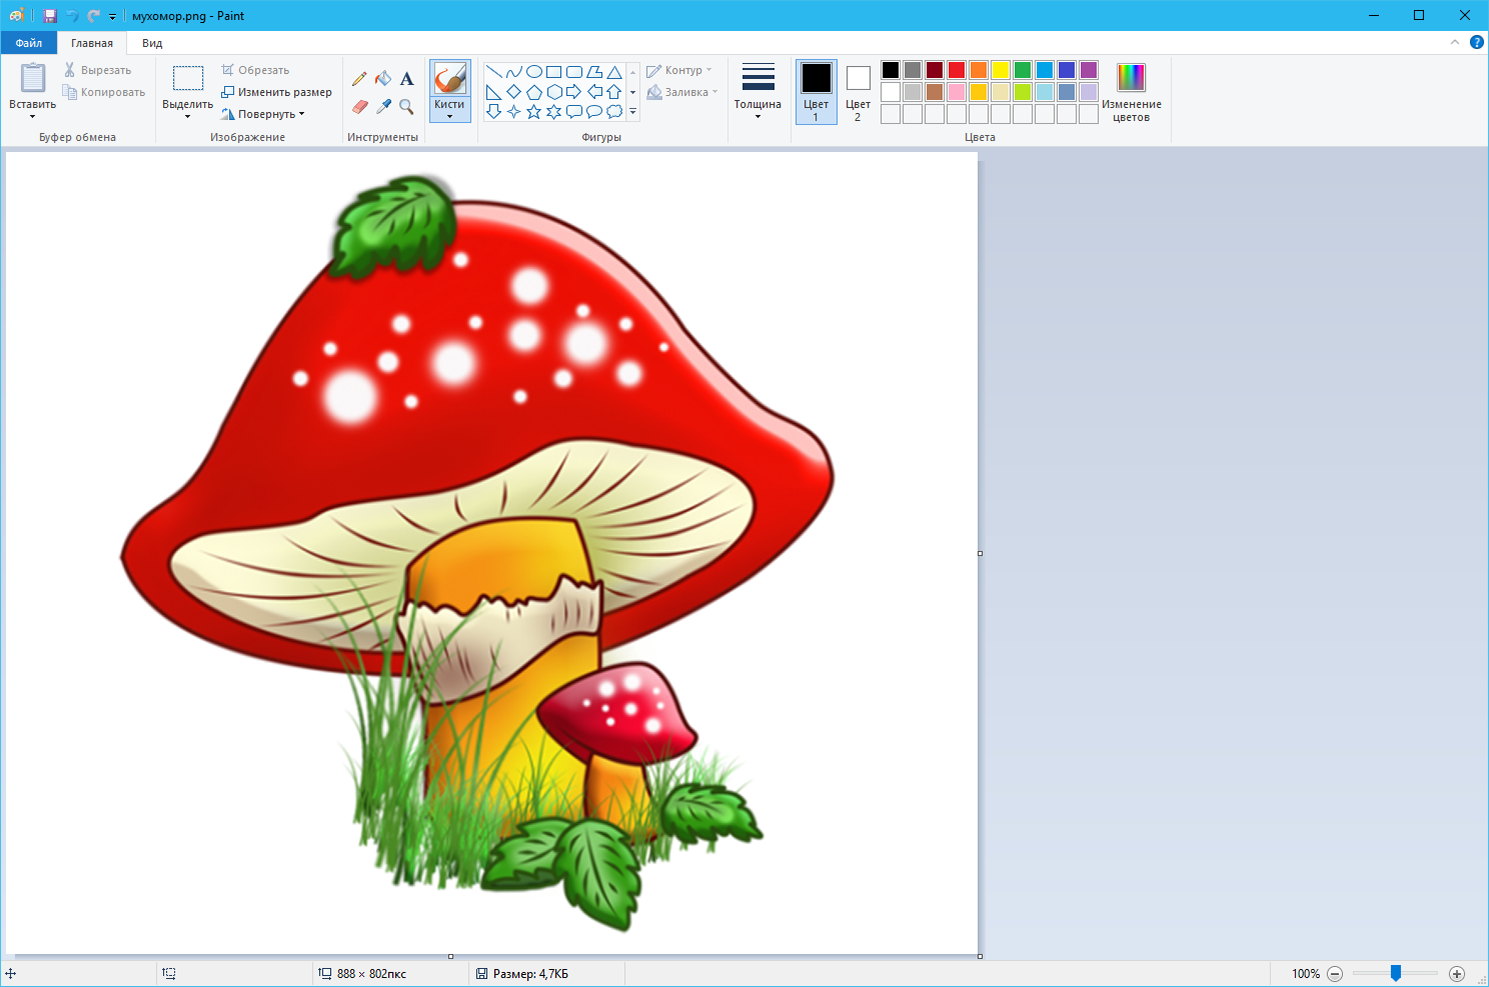 мухомор.png - Paint
Файл Главная Вид
Вставить
Вырезать
Копировать
Буфер обмена
Выделить
Обрезать
Изменить размер
Повернуть
Изображение
A
Инструменты
Кисти
Контур
Заливка
Фигуры
Толщина
Цвет
1
Цвет
2
Изменение
цветов
Цвета
888 × 802пкс
Размер: 4,7КБ
100%